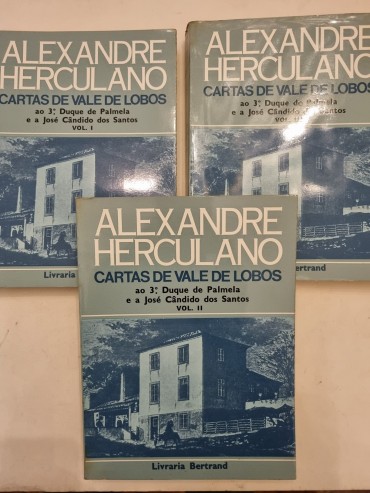 ALEXANDRE
HERCULANO
CARTAS DE VALE DE LOBOS
ao 3.º Duque de Palmela
e a José Cândido dos Santos
VOL. I
Livraria
ALEXANDRE
HERCULANO
CARTAS DE VALE DE LOBOS
ao 3.º Duque de Palmela
e a José Cândido dos Santos
VOL.
Bertrand
ALEXANDRE
HERCULANO
CARTAS DE VALE DE LOBOS
ao 3.º Duque de Palmela
e a José Cândido dos Santos
VOL. II
Livraria Bertrand